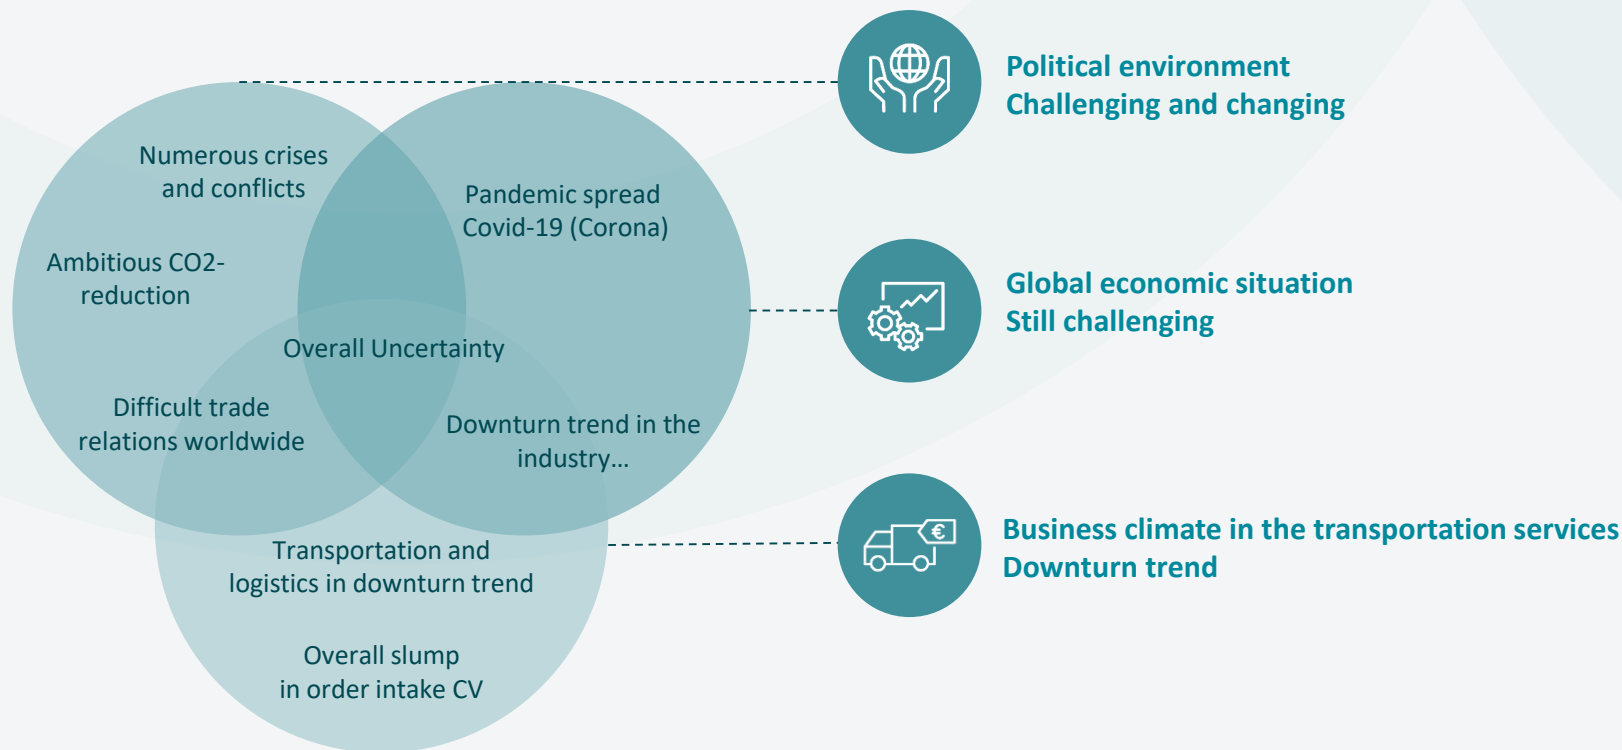 Numerous crises
and conflicts
Ambitious CO2-
reduction
Difficult trade
relations worldwide
Pandemic spread
Covid-19 (Corona)
Overall Uncertainty
Downturn trend in the
industry...
Transportation and
logistics in downturn trend
Overall slump
in order intake CV
Political environment
Challenging and changing
Global economic situation
Still challenging
€
Business climate in the transportation services
Downturn trend